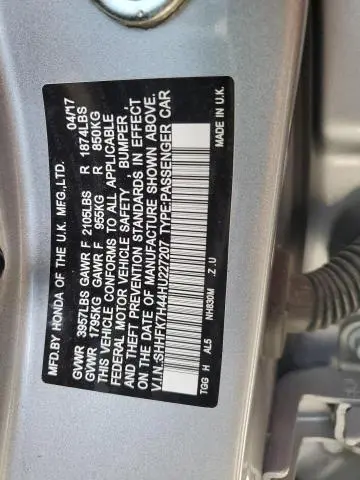 MFD.BY HONDA OF THE U.K. MFG.,LTD. 04/17
GVWR 3957LBS GAWR F 2105LBS R 1874LBS
GVWR 1795KG GAWR F 955KG R 850KG
THIS VEHICLE CONFORMS TO ALL APPLICABLE
FEDERAL MOTOR VEHICLE SAFETY , BUMPER ,
AND THEFT PREVENTION STANDARDS IN EFFECT
ON THE DATE OF MANUFACTURE SHOWN ABOVE.
V.I.N.:SHHFK7H44HU227207 TYPE:PASSENGER CAR
TGG H AL5 NH830M Z U MADE IN U.K.